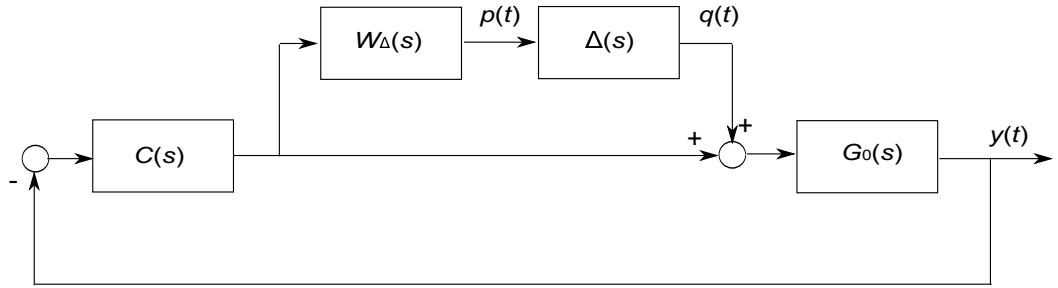 p(t) q(t)
WΔ(s) Δ(s)
+
+ y(t)
C(s) G0(s)
-